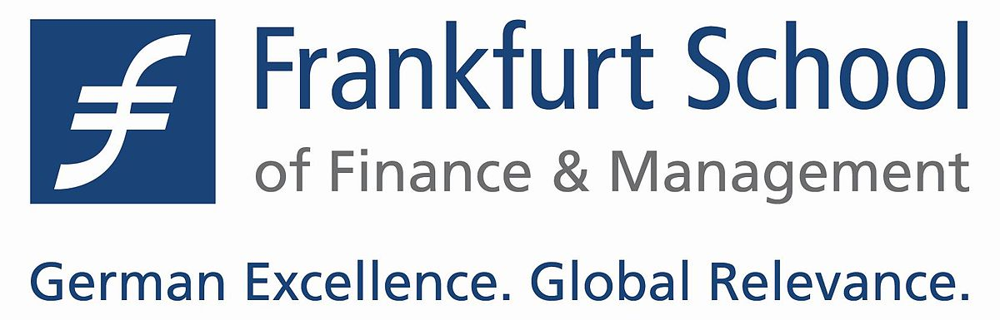 Frankfurt School
of Finance & Management
German Excellence. Global Relevance.